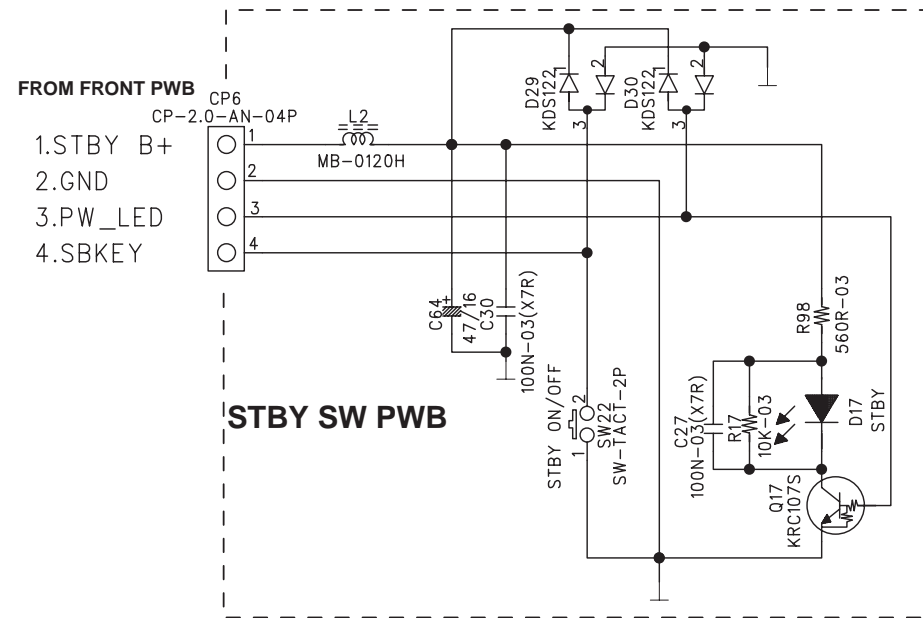 FROM FRONT PWB
CP6
CP-2.0-AN-04P
1.STBY B+
2.GND
3.PW_LED
4.SBKEY
1
2
3
4
L2
MB-0120H
D29
KDS122
2
3
D30
KDS122
2
3
C64
+
47/16
C30
100N-03(X7R)
R98
560R-03
STBY SW PWB
STBY ON/OFF
2
1
SW22
SW-TACT-2P
C27
100N-03(X7R)
R17
10K-03
D17
STBY
Q17
KRC107S